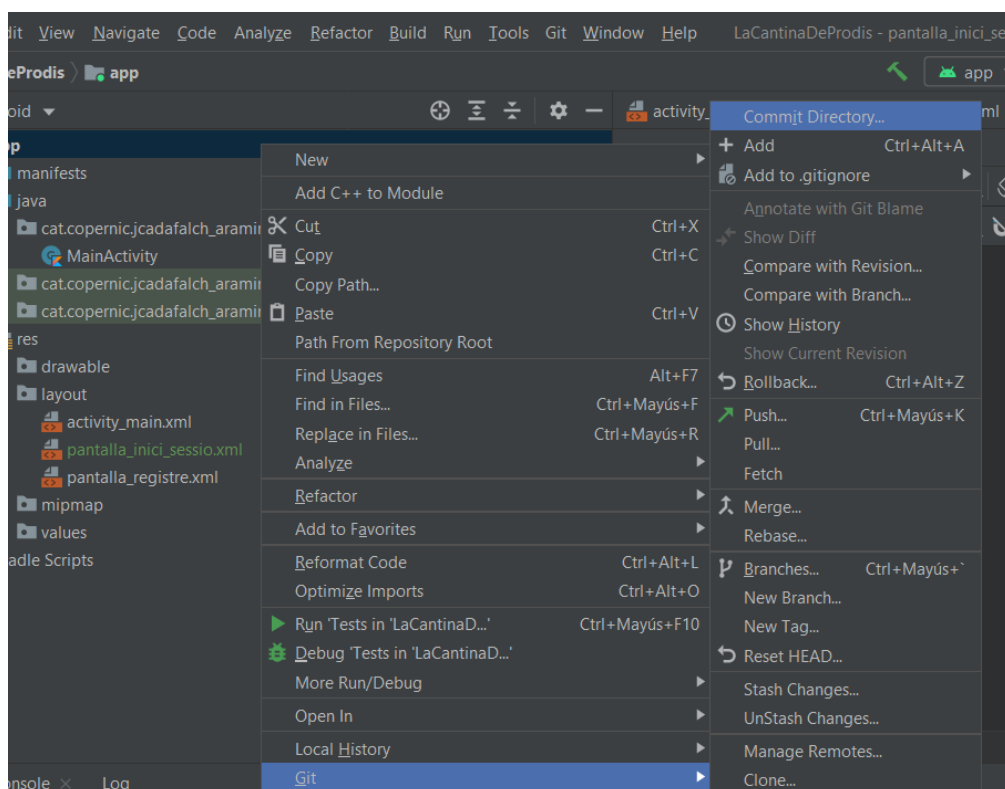 dit View Navigate Code Analyze Refactor Build Run Tools Git Window Help LaCantinaDeProdis - pantalla_inici_se
eProdis app
app
oid
activity_
ml
p
manifests
java
cat.copernic.jcadafalch_arami
MainActivity
cat.copernic.jcadafalch_arami
cat.copernic.jcadafalch_arami
res
drawable
layout
activity_main.xml
pantalla_inici_sessio.xml
pantalla_registre.xml
mipmap
values
adle Scripts
onsole Log
New
Add C++ to Module
Cut Ctrl+X
Copy Ctrl+C
Copy Path...
Paste Ctrl+V
Path From Repository Root
Find Usages Alt+F7
Find in Files... Ctrl+Mayús+F
Replace in Files... Ctrl+Mayús+R
Analyze
Refactor
Add to Favorites
Reformat Code Ctrl+Alt+L
Optimize Imports Ctrl+Alt+O
Run 'Tests in 'LaCantinaD...' Ctrl+Mayús+F10
Debug 'Tests in 'LaCantinaD...'
More Run/Debug
Open In
Local History
Git
Commit Directory...
Add Ctrl+Alt+A
Add to .gitignore
Annotate with Git Blame
Show Diff
Compare with Revision...
Compare with Branch...
Show History
Show Current Revision
Rollback... Ctrl+Alt+Z
Push... Ctrl+Mayús+K
Pull...
Fetch
Merge...
Rebase...
Branches... Ctrl+Mayús+`
New Branch...
New Tag...
Reset HEAD...
Stash Changes...
UnStash Changes...
Manage Remotes...
Clone...